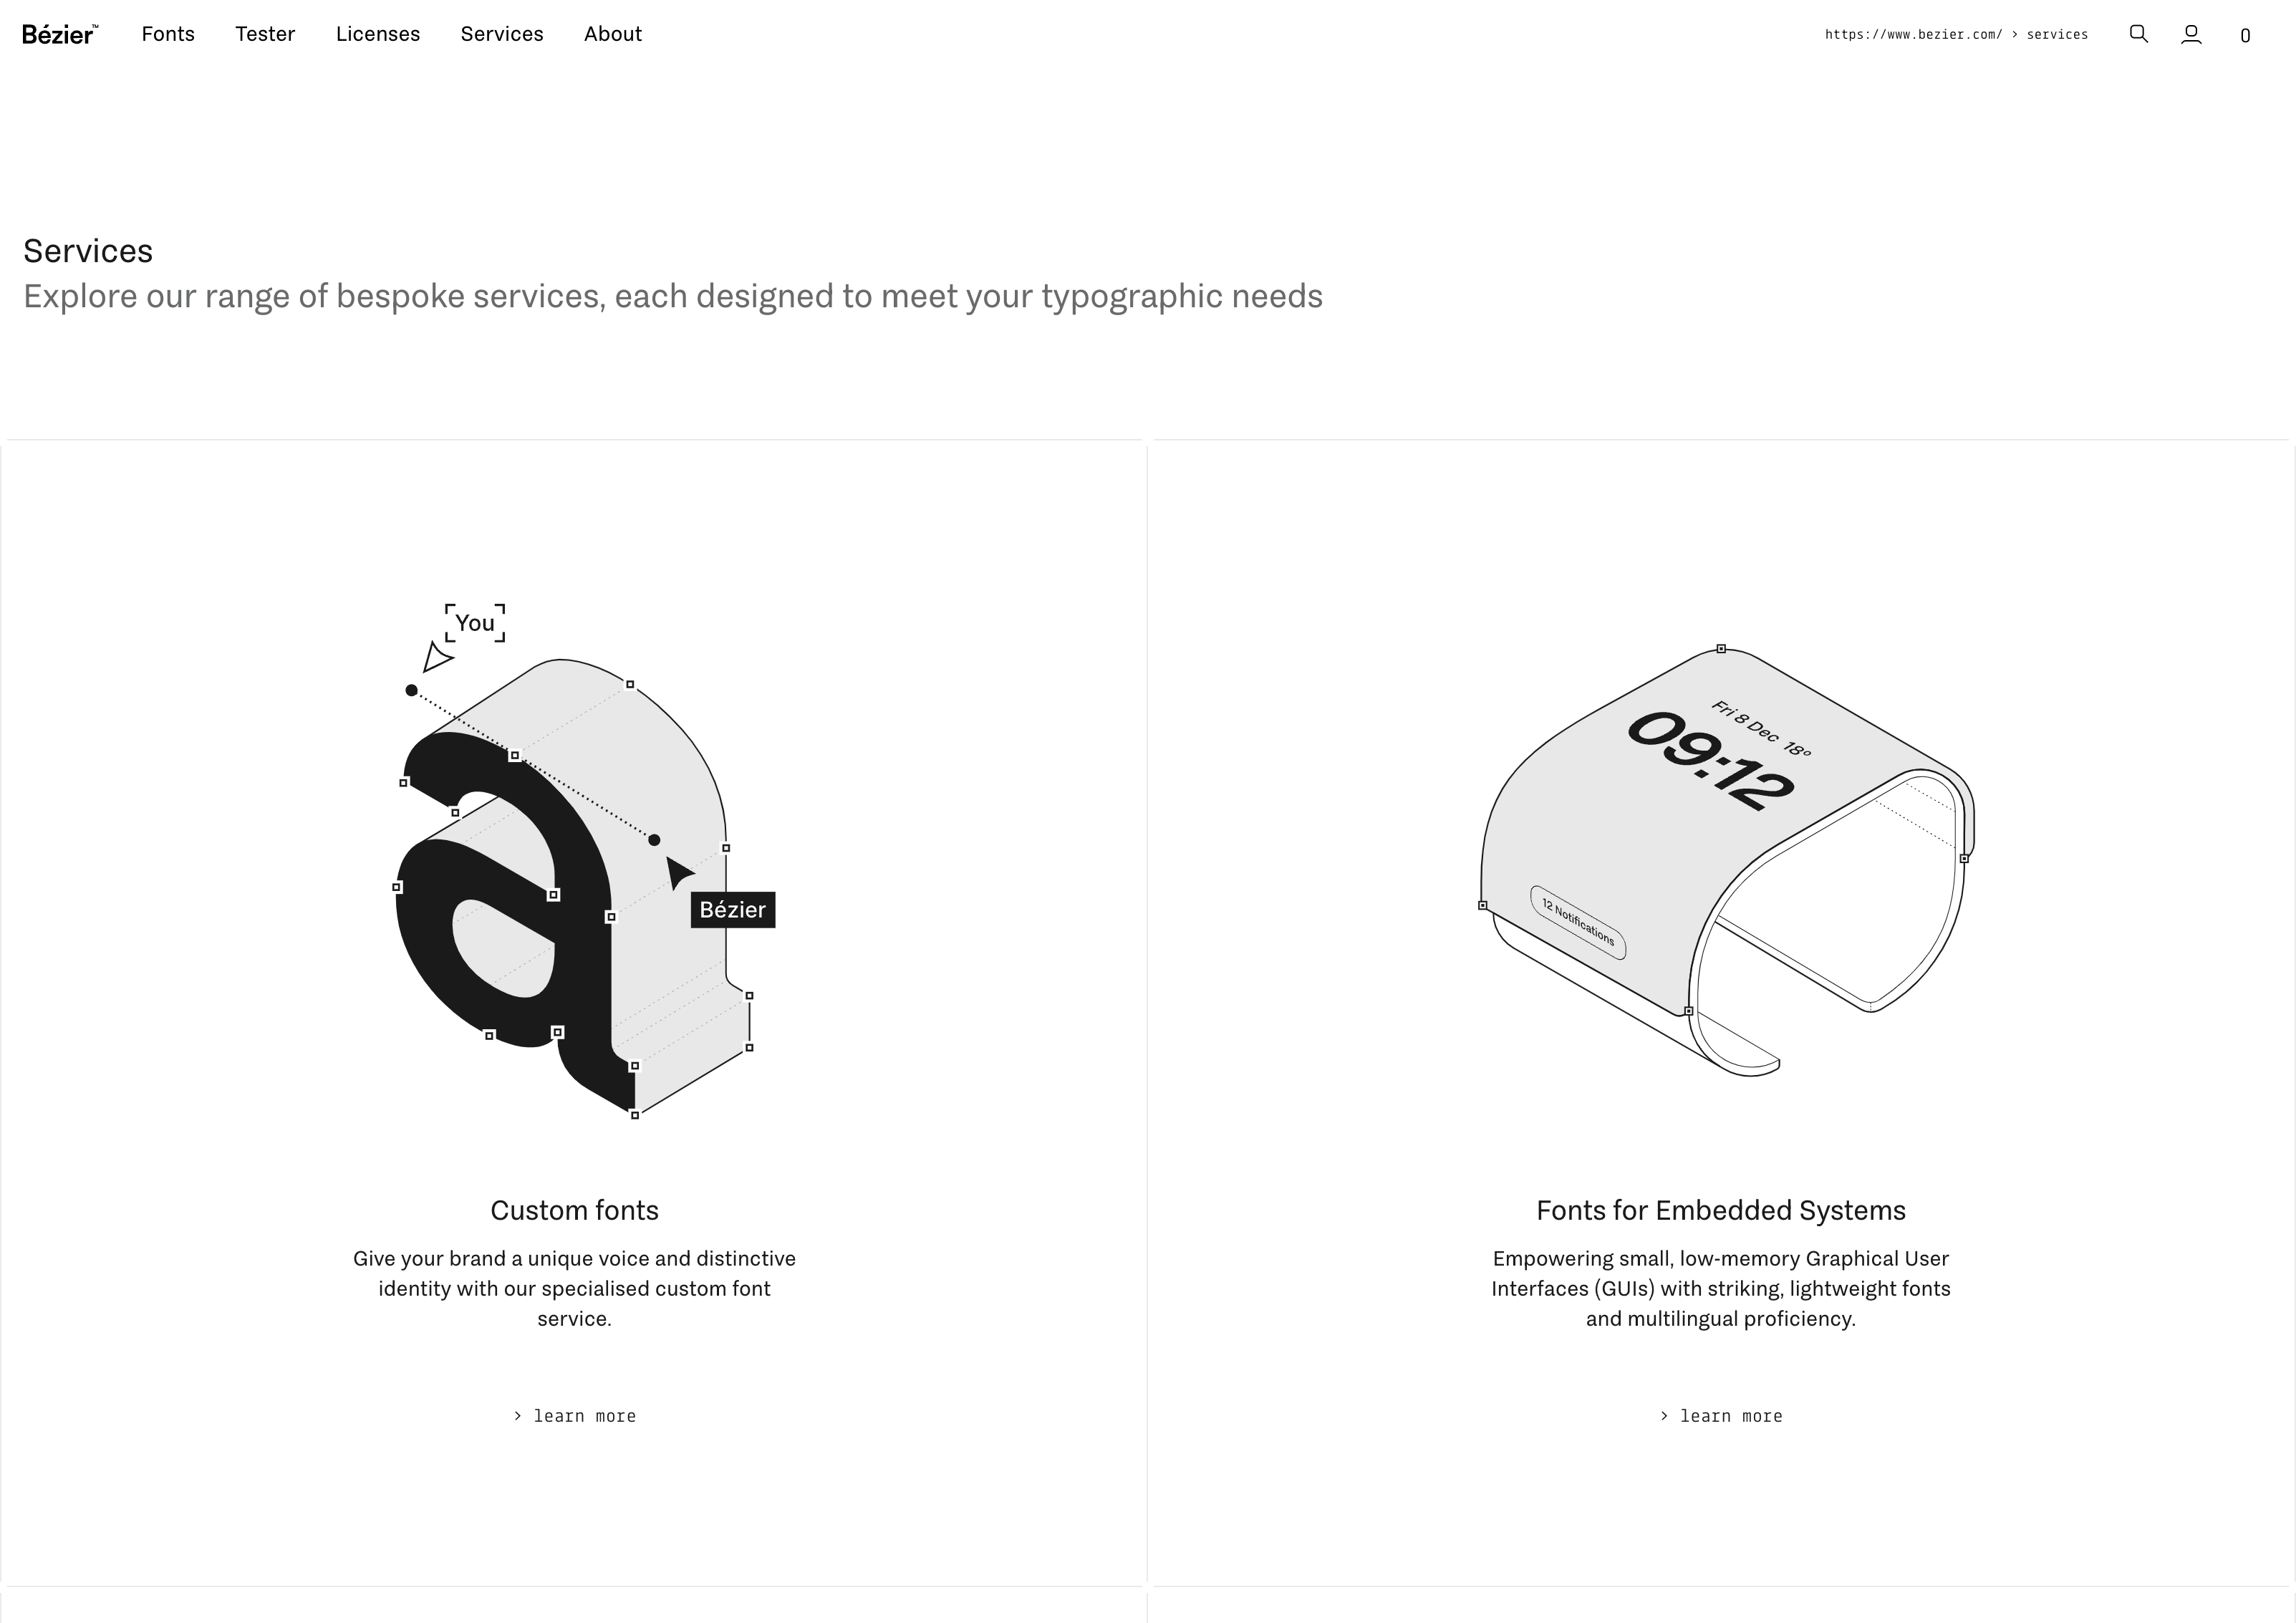 Bézier™
Fonts
Tester
Licenses
Services
About
https://www.bezier.com/ > services
0
Services
Explore our range of bespoke services, each designed to meet your typographic needs
You
a
Bézier
Fri 8 Dec 18º
09:12
12 Notifications
Custom fonts
Give your brand a unique voice and distinctive
identity with our specialised custom font
service.
> learn more
Fonts for Embedded Systems
Empowering small, low-memory Graphical User
Interfaces (GUIs) with striking, lightweight fonts
and multilingual proficiency.
> learn more